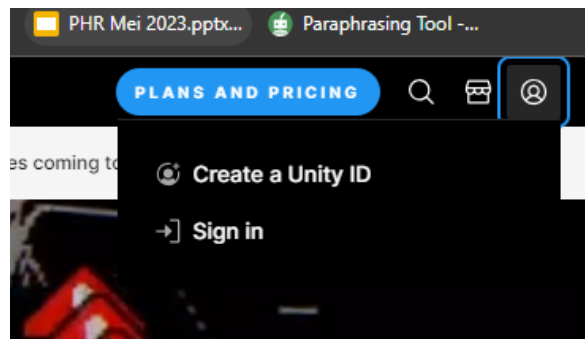 PHR Mei 2023.pptx... Paraphrasing Tool -...
PLANS AND PRICING
es coming to
Create a Unity ID
Sign in